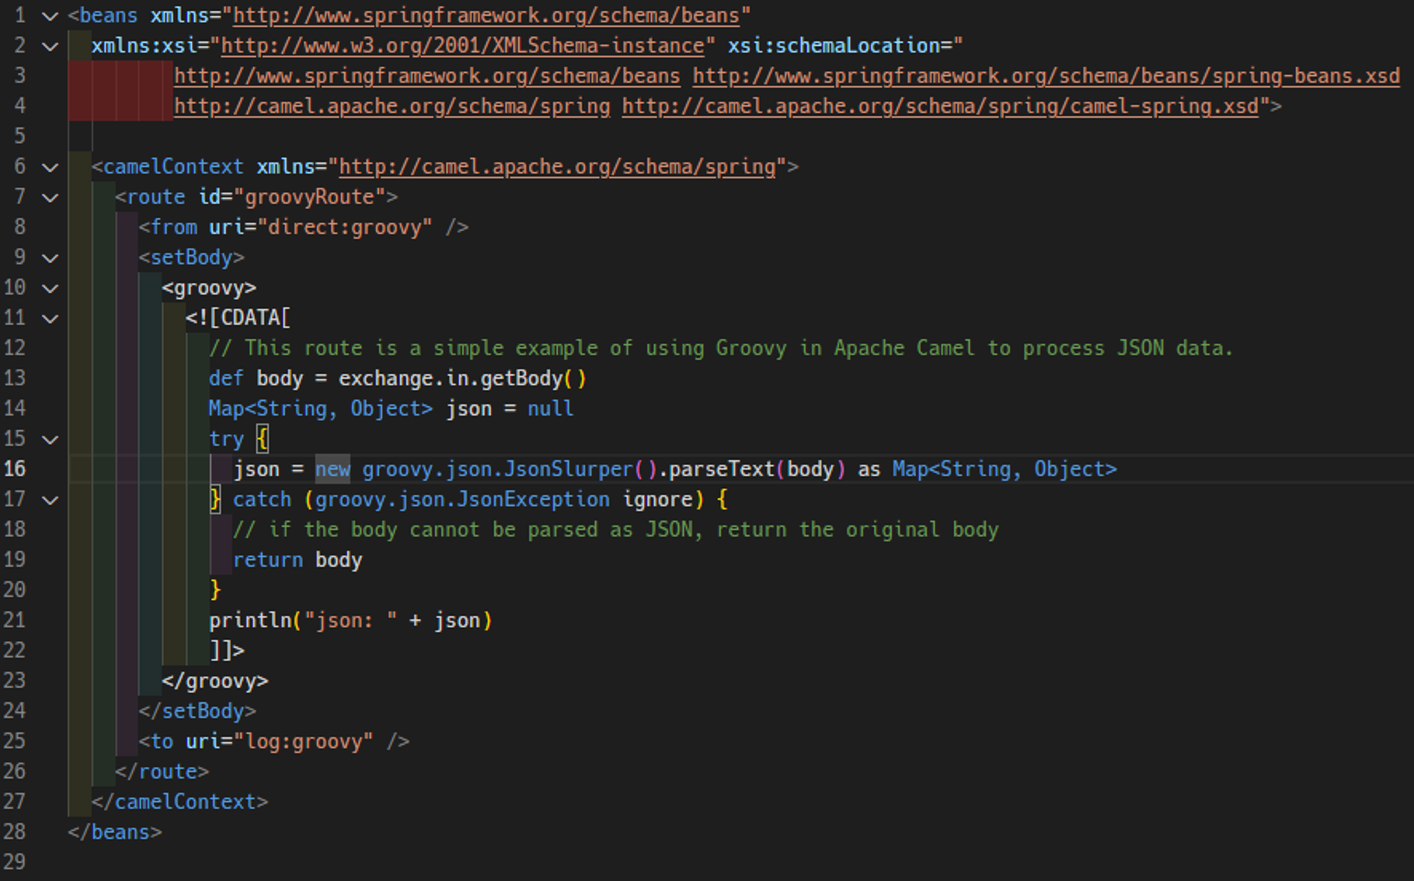 1 <beans xmlns="http://www.springframework.org/schema/beans"
2 xmlns:xsi="http://www.w3.org/2001/XMLSchema-instance" xsi:schemaLocation="
3 http://www.springframework.org/schema/beans http://www.springframework.org/schema/beans/spring-beans.xsd
4 http://camel.apache.org/schema/spring http://camel.apache.org/schema/spring/camel-spring.xsd">
5
6 <camelContext xmlns="http://camel.apache.org/schema/spring">
7 <route id="groovyRoute">
8 <from uri="direct:groovy" />
9 <setBody>
10 <groovy>
11 <![CDATA[
12 // This route is a simple example of using Groovy in Apache Camel to process JSON data.
13 def body = exchange.in.getBody()
14 Map<String, Object> json = null
15 try {
16 json = new groovy.json.JsonSlurper().parseText(body) as Map<String, Object>
17 } catch (groovy.json.JsonException ignore) {
18 // if the body cannot be parsed as JSON, return the original body
19 return body
20 }
21 println("json: " + json)
22 ]]>
23 </groovy>
24 </setBody>
25 <to uri="log:groovy" />
26 </route>
27 </camelContext>
28 </beans>
29